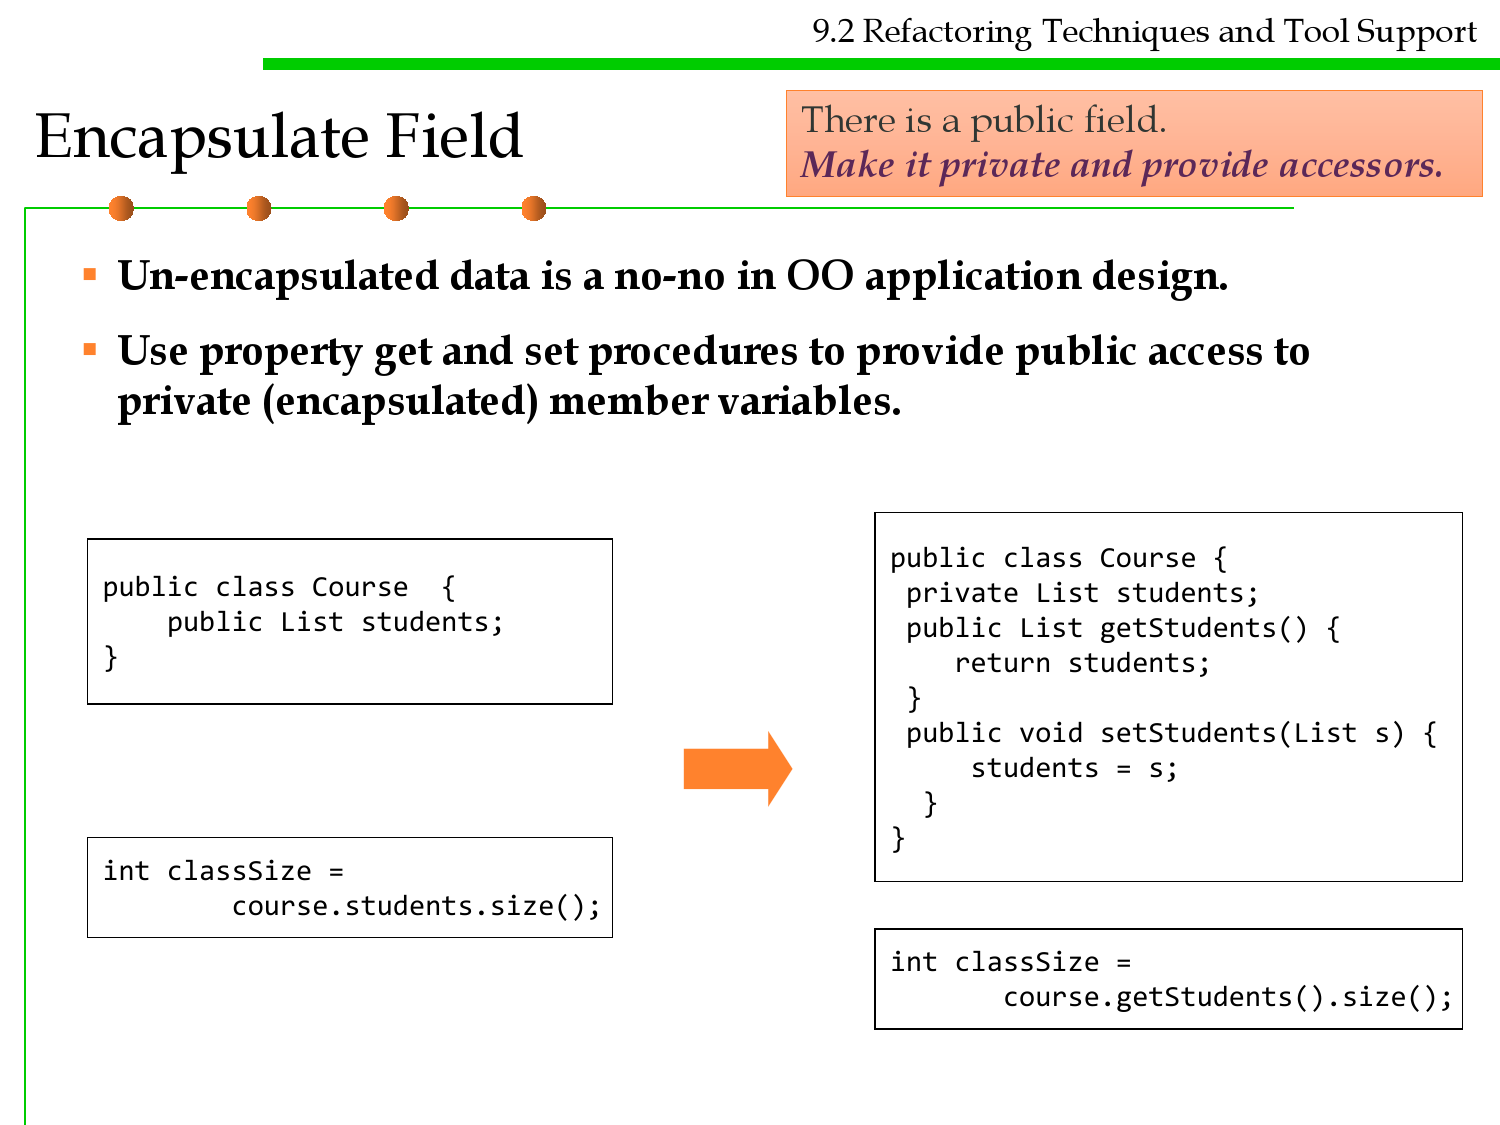 9.2 Refactoring Techniques and Tool Support
Encapsulate Field
There is a public field.
Make it private and provide accessors.
Un-encapsulated data is a no-no in OO application design.
Use property get and set procedures to provide public access to
private (encapsulated) member variables.
public class Course  {
    public List students;
}
int classSize =
        course.students.size();
public class Course {
 private List students;
 public List getStudents() {
    return students;
 }
 public void setStudents(List s) {
     students = s;
  }
}
int classSize =
       course.getStudents().size();